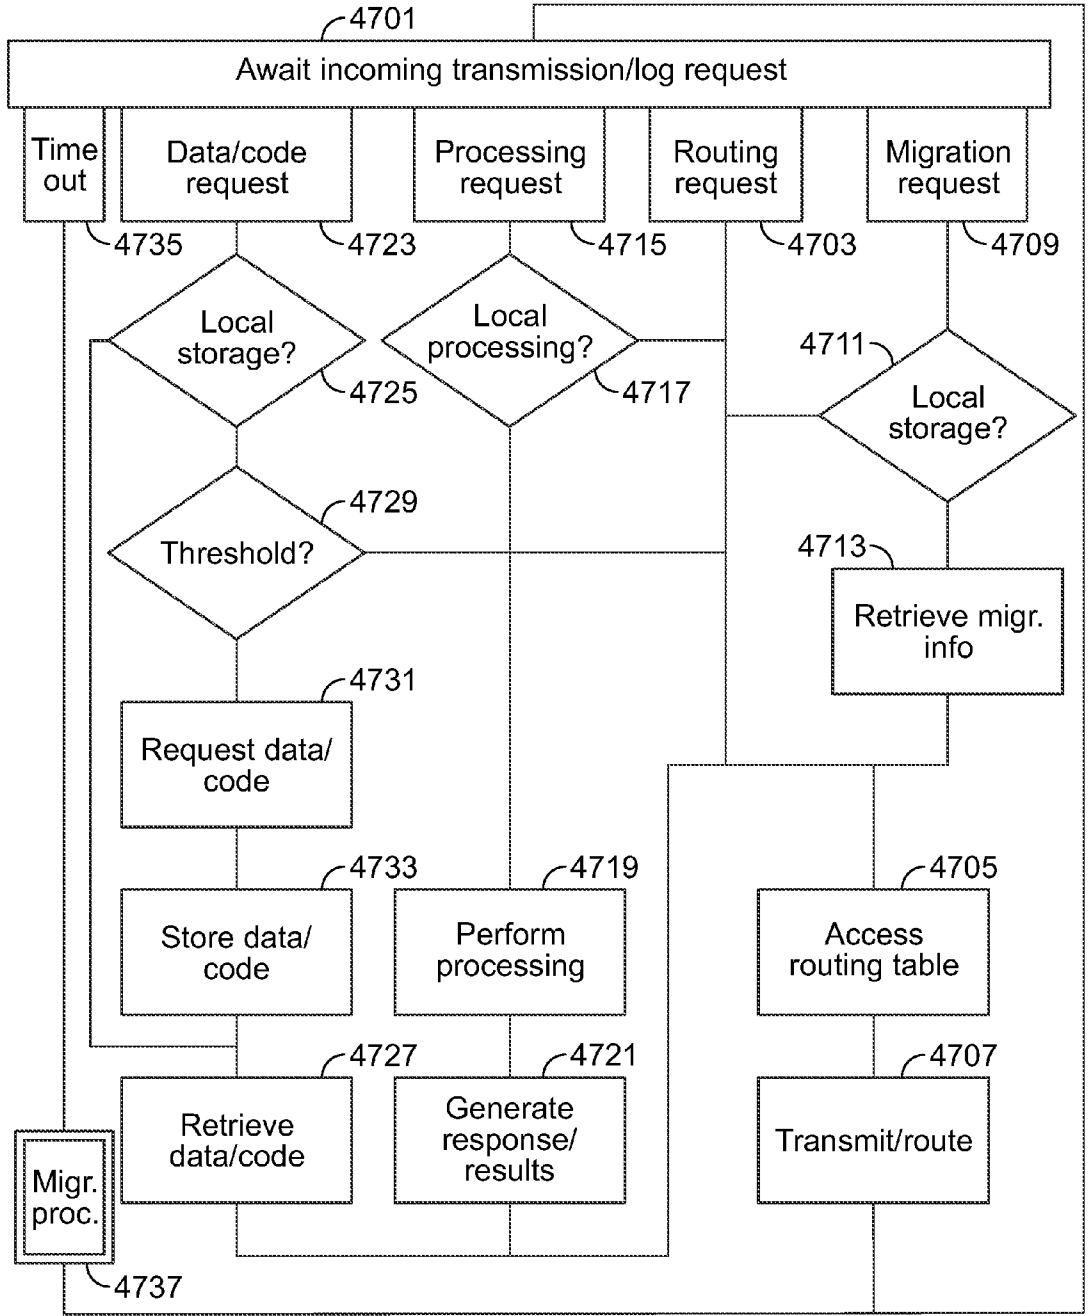 4701
Await incoming transmission/log request
Time
out
Data/code
request
Processing
request
Routing
request
Migration
request
4735
4723
4715
4703
4709
Local
storage?
4725
Local
processing?
4717
4711
Local
storage?
4729
Threshold?
4713
Retrieve migr.
info
4731
Request data/
code
4733
Store data/
code
4719
Perform
processing
4705
Access
routing table
4727
Retrieve
data/code
4721
Generate
response/
results
4707
Transmit/route
Migr.
proc.
4737